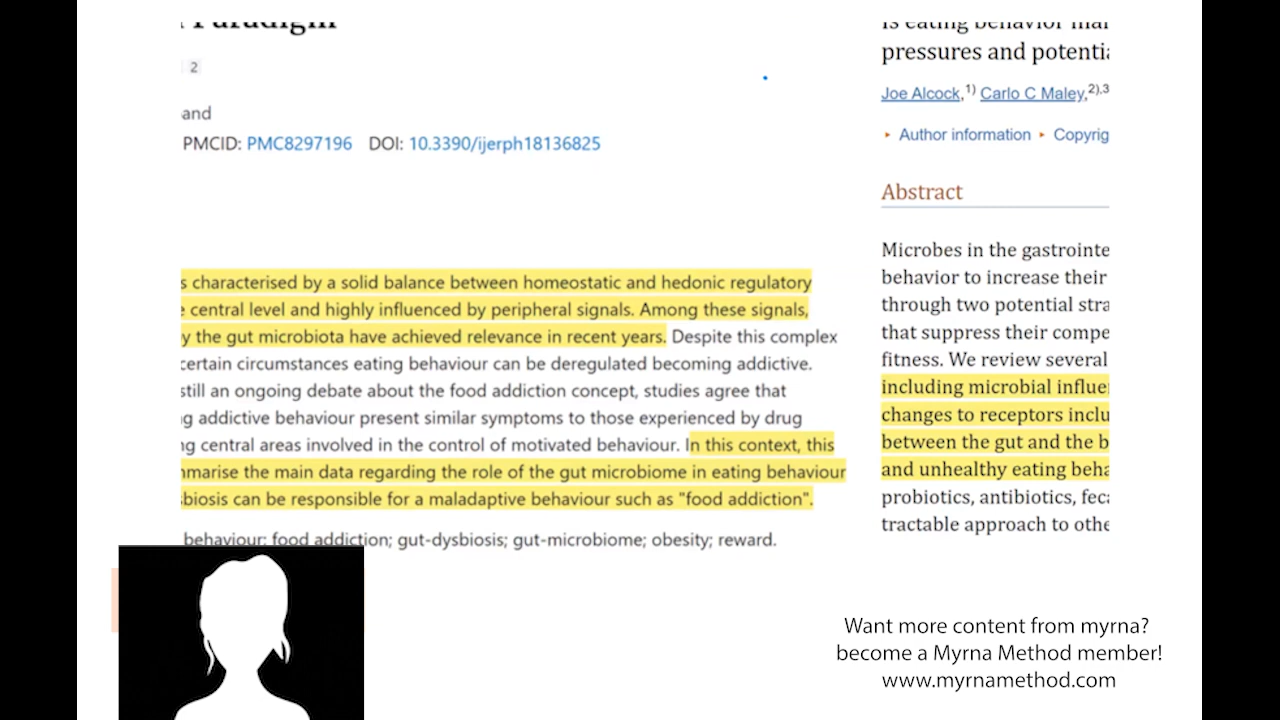 Paradigm
2
and
PMCID: PMC8297196 DOI: 10.3390/ijerph18136825
s characterised by a solid balance between homeostatic and hedonic regulatory
e central level and highly influenced by peripheral signals. Among these signals,
y the gut microbiota have achieved relevance in recent years. Despite this complex
certain circumstances eating behaviour can be deregulated becoming addictive.
still an ongoing debate about the food addiction concept, studies agree that
g addictive behaviour present similar symptoms to those experienced by drug
ng central areas involved in the control of motivated behaviour. In this context, this
nmarise the main data regarding the role of the gut microbiome in eating behaviour
sbiosis can be responsible for a maladaptive behaviour such as "food addiction".
behaviour; food addiction; gut-dysbiosis; gut-microbiome; obesity; reward.
Is eating behavior man
pressures and potentia
Joe Alcock,1) Carlo C Maley,2),3
▸ Author information ▸ Copyrig
Abstract
Microbes in the gastrointe
behavior to increase their
through two potential stra
that suppress their compe
fitness. We review several
including microbial influe
changes to receptors inclu
between the gut and the b
and unhealthy eating beha
probiotics, antibiotics, feca
tractable approach to othe
Want more content from myrna?
become a Myrna Method member!
www.myrnamethod.com